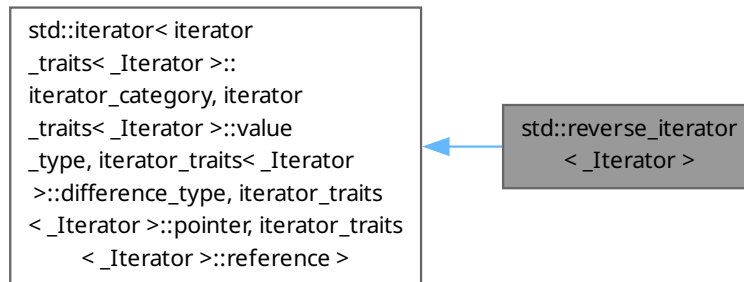 std::iterator< iterator
_traits< _Iterator >::
iterator_category, iterator
_traits< _Iterator >::value
_type, iterator_traits< _Iterator
 >::difference_type, iterator_traits
< _Iterator >::pointer, iterator_traits
< _Iterator >::reference >
std::reverse_iterator
< _Iterator >